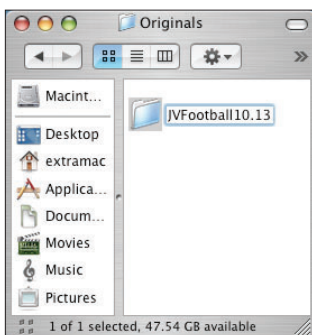 Originals
Macint...
JVFootball10.13
Desktop
extramac
Applica...
Docum...
Movies
Music
Pictures
1 of 1 selected, 47.54 GB available